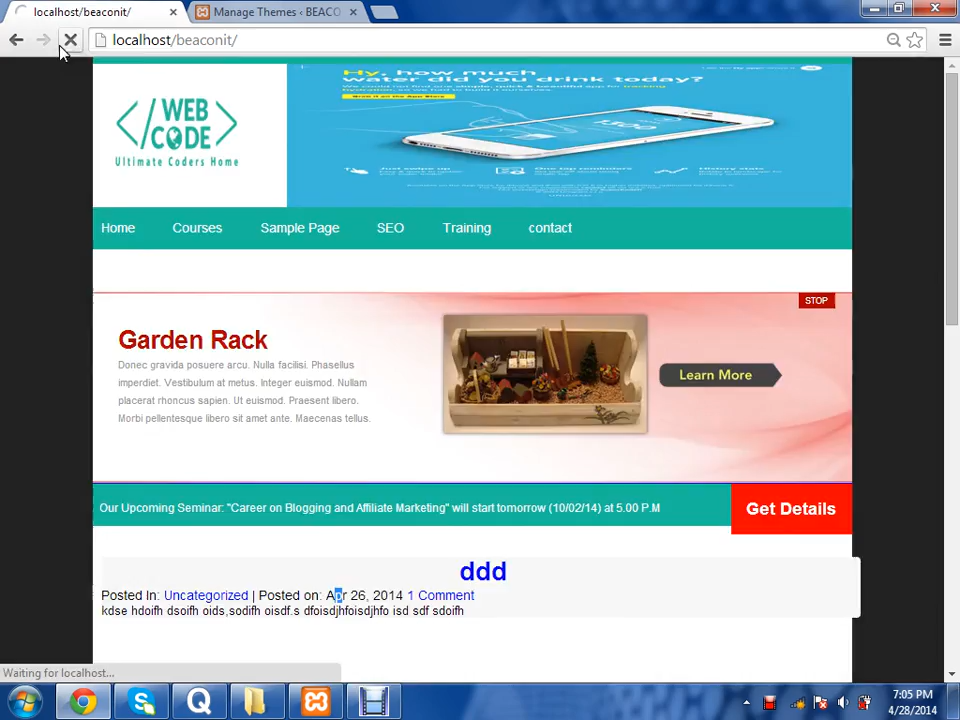 localhost/beaconit/
Manage Themes ‹ BEACO
localhost/beaconit/
Hy, how much
water did you drink today?
WEB
CODE
Ultimate Coders Home
Just swipe up
History stats
Home Courses Sample Page SEO Training contact
STOP
Garden Rack
Donec gravida posuere arcu. Nulla facilisi. Phasellus
imperdiet. Vestibulum at metus. Integer euismod. Nullam
placerat rhoncus sapien. Ut euismod. Praesent libero.
Morbi pellentesque libero sit amet ante. Maecenas tellus.
Learn More
Our Upcoming Seminar: "Career on Blogging and Affiliate Marketing" will start tomorrow (10/02/14) at 5.00 P.M
Get Details
ddd
Posted In: Uncategorized | Posted on: Apr 26, 2014 1 Comment
kdse hdoifh dsoifh oids,sodifh oisdf.s dfoisdjhfoisdjhfo isd sdf sdoifh
Waiting for localhost...
7:05 PM
4/28/2014